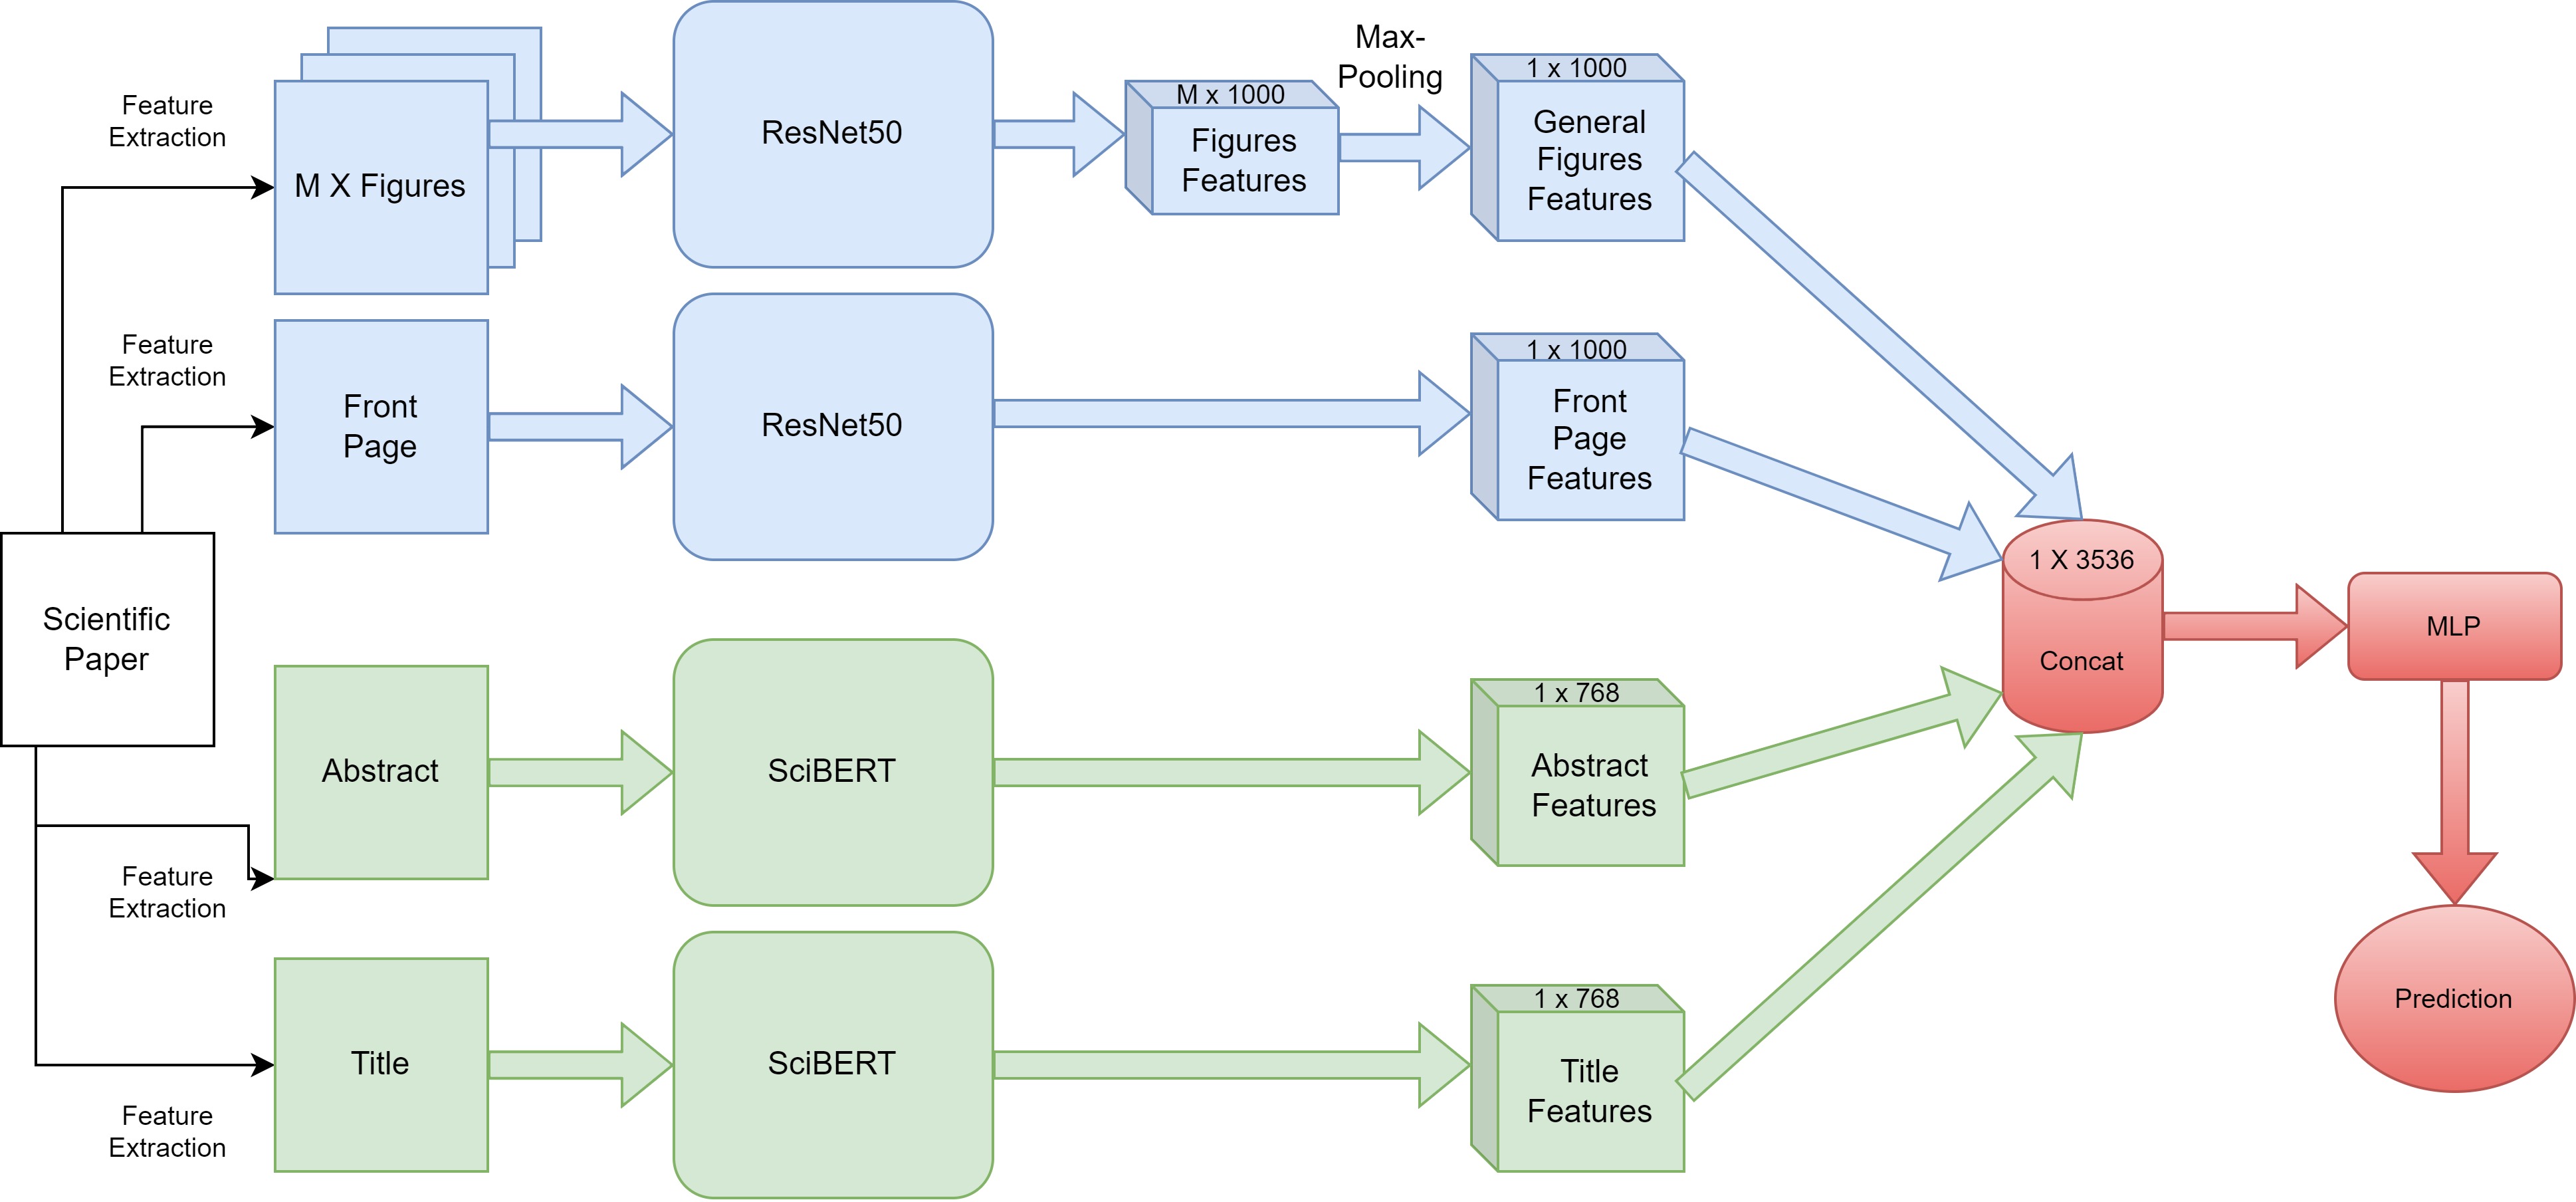 Feature
Extraction
M X Figures
ResNet50
M x 1000
Figures
Features
Max-
Pooling
1 x 1000
General
Figures
Features
Feature
Extraction
Front
Page
ResNet50
1 x 1000
Front
Page
Features
Scientific
Paper
1 X 3536
Concat
MLP
Abstract
SciBERT
1 x 768
Abstract
Features
Feature
Extraction
Title
SciBERT
1 x 768
Title
Features
Prediction
Feature
Extraction